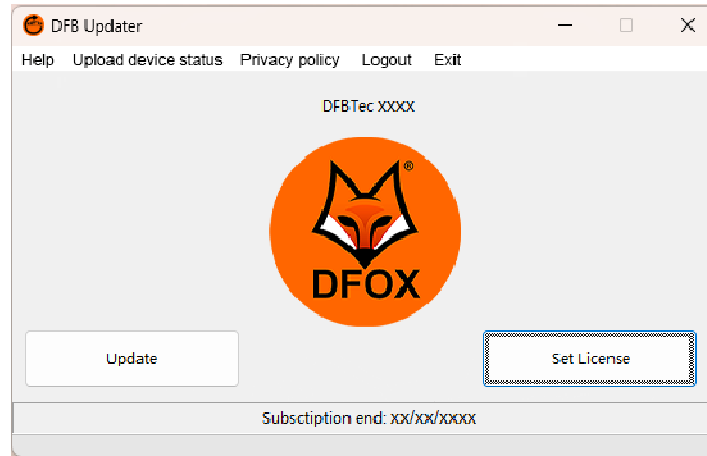 DFB Updater
Help Upload device status Privacy policy Logout Exit
DFBTec XXXX
®
DFOX
Update Set License
Subsctiption end: xx/xx/xxxx